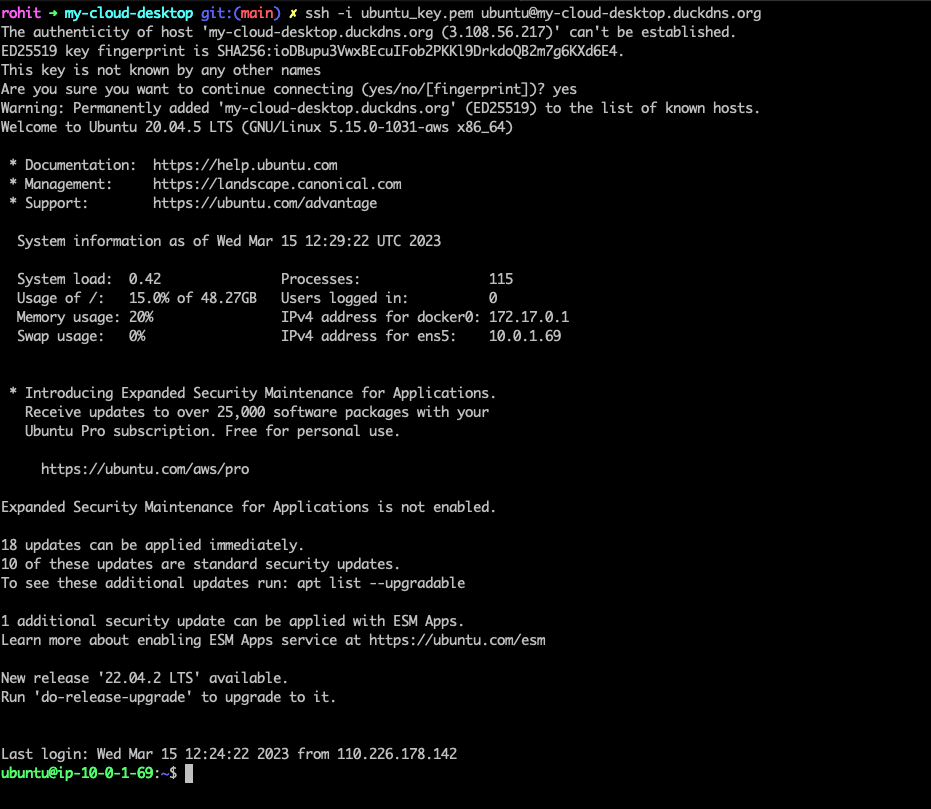 rohit ➜ my-cloud-desktop git:(main) ✗ ssh -i ubuntu_key.pem ubuntu@my-cloud-desktop.duckdns.org
The authenticity of host 'my-cloud-desktop.duckdns.org (3.108.56.217)' can't be established.
ED25519 key fingerprint is SHA256:ioDBupu3VwxBEcuIFob2PKKl9DrkdoQB2m7g6KXd6E4.
This key is not known by any other names
Are you sure you want to continue connecting (yes/no/[fingerprint])? yes
Warning: Permanently added 'my-cloud-desktop.duckdns.org' (ED25519) to the list of known hosts.
Welcome to Ubuntu 20.04.5 LTS (GNU/Linux 5.15.0-1031-aws x86_64)
* Documentation:  https://help.ubuntu.com
* Management:     https://landscape.canonical.com
* Support:        https://ubuntu.com/advantage
System information as of Wed Mar 15 12:29:22 UTC 2023
System load:  0.42               Processes:                115
Usage of /:   15.0% of 48.27GB   Users logged in:          0
Memory usage: 20%                IPv4 address for docker0: 172.17.0.1
Swap usage:   0%                 IPv4 address for ens5:    10.0.1.69
* Introducing Expanded Security Maintenance for Applications.
Receive updates to over 25,000 software packages with your
Ubuntu Pro subscription. Free for personal use.
https://ubuntu.com/aws/pro
Expanded Security Maintenance for Applications is not enabled.
18 updates can be applied immediately.
10 of these updates are standard security updates.
To see these additional updates run: apt list --upgradable
1 additional security update can be applied with ESM Apps.
Learn more about enabling ESM Apps service at https://ubuntu.com/esm
New release '22.04.2 LTS' available.
Run 'do-release-upgrade' to upgrade to it.
Last login: Wed Mar 15 12:24:22 2023 from 110.226.178.142
ubuntu@ip-10-0-1-69:~$